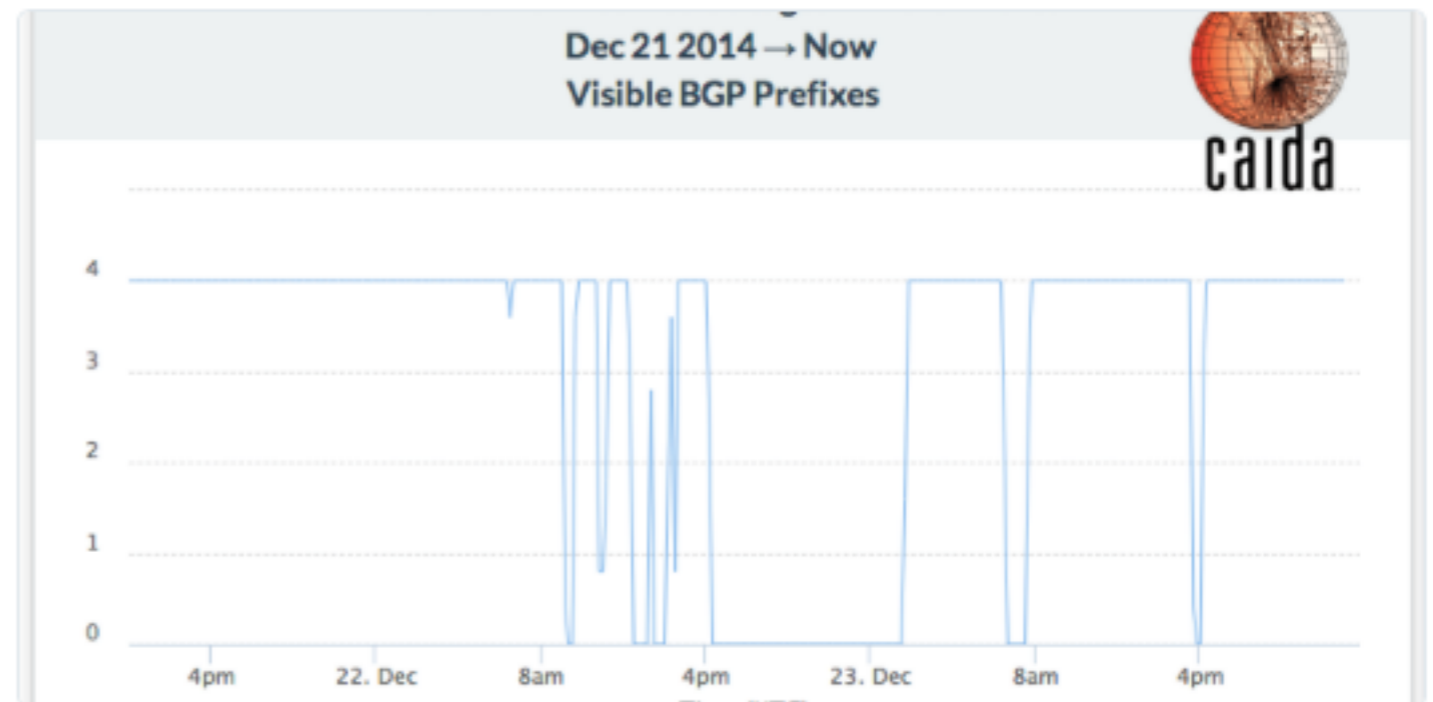 Dec 21 2014 → Now
Visible BGP Prefixes
caida
4
3
2
1
0
4pm 22. Dec 8am 4pm 23. Dec 8am 4pm